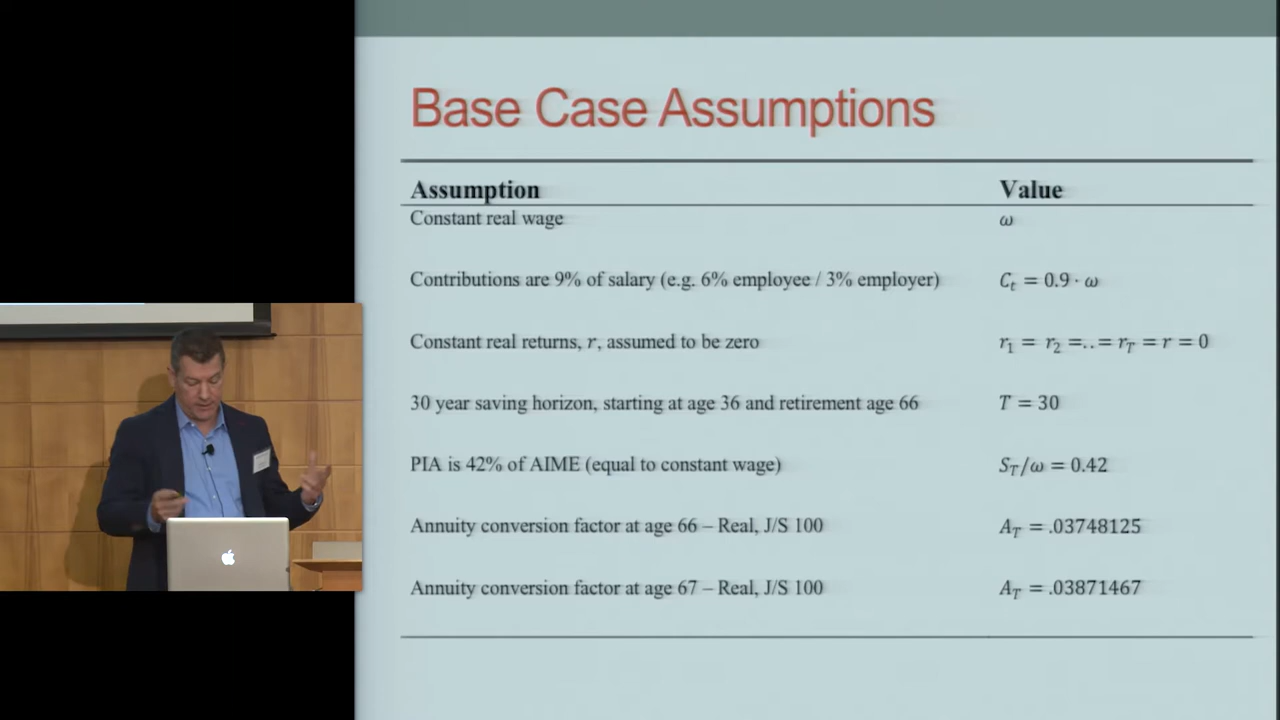 Base Case Assumptions
Assumption Value
Constant real wage ω
Contributions are 9% of salary (e.g. 6% employee / 3% employer) Cₜ = 0.9 · ω
Constant real returns, r, assumed to be zero r₁ = r₂ =..= r_T = r = 0
30 year saving horizon, starting at age 36 and retirement age 66 T = 30
PIA is 42% of AIME (equal to constant wage) S_T/ω = 0.42
Annuity conversion factor at age 66 – Real, J/S 100 A_T = .03748125
Annuity conversion factor at age 67 – Real, J/S 100 A_T = .03871467